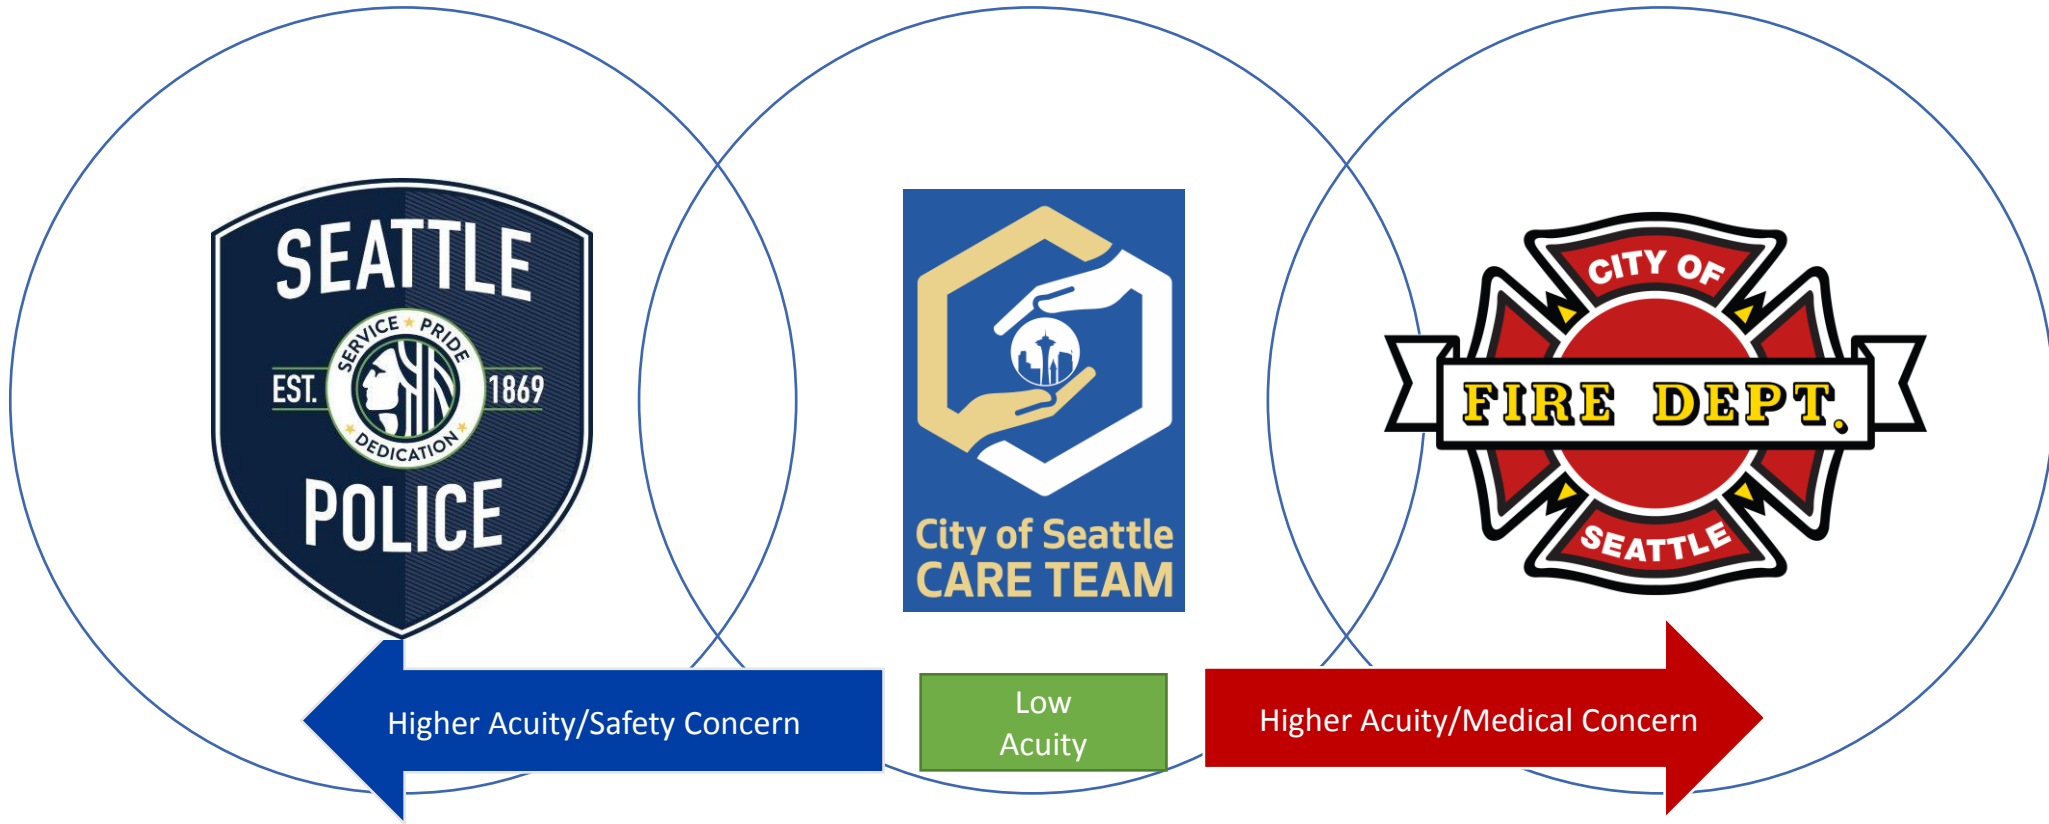 SEATTLE
SERVICE ★ PRIDE
EST. 1869
★ DEDICATION ★
POLICE
City of Seattle
CARE TEAM
CITY OF
FIRE DEPT.
SEATTLE
Higher Acuity/Safety Concern
Low
Acuity
Higher Acuity/Medical Concern